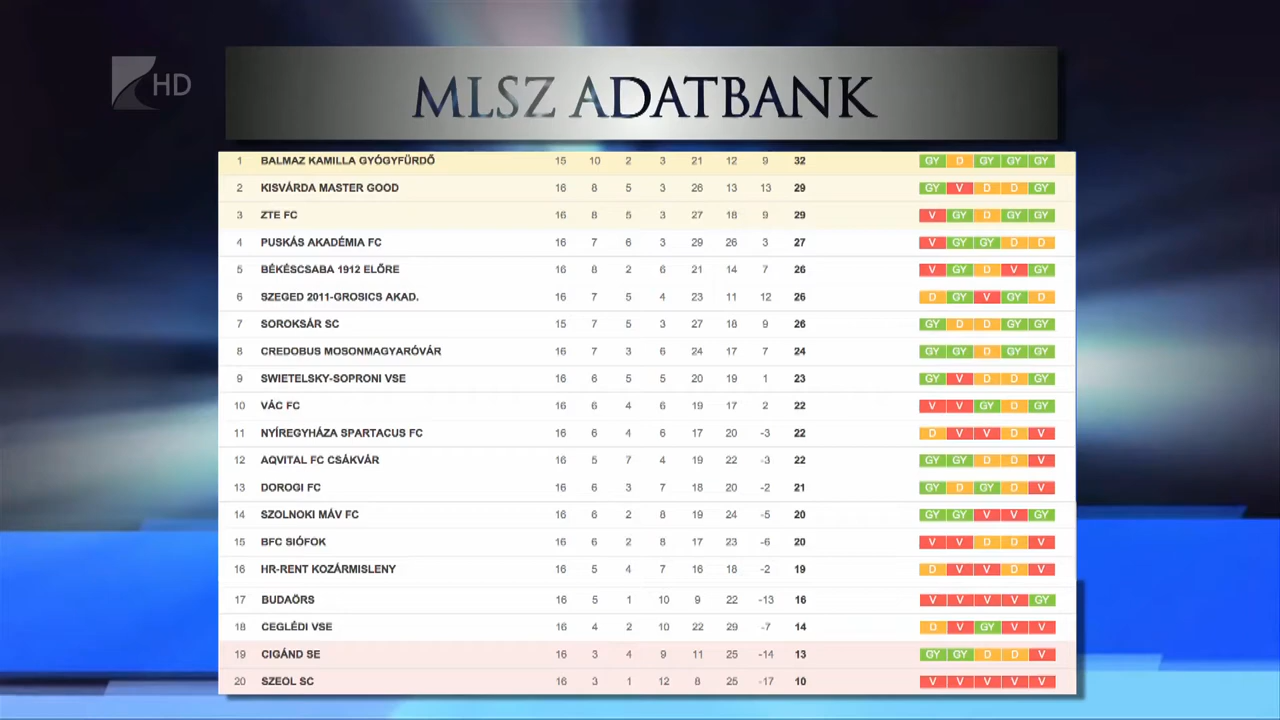 HD
MLSZ ADATBANK
1 BALMAZ KAMILLA GYÓGYFÜRDŐ 15 10 2 3 21 12 9 32 GY D GY GY GY
2 KISVÁRDA MASTER GOOD 16 8 5 3 26 13 13 29 GY V D D GY
3 ZTE FC 16 8 5 3 27 18 9 29 V GY D GY GY
4 PUSKÁS AKADÉMIA FC 16 7 6 3 29 26 3 27 V GY GY D D
5 BÉKÉSCSABA 1912 ELŐRE 16 8 2 6 21 14 7 26 V GY D V GY
6 SZEGED 2011-GROSICS AKAD. 16 7 5 4 23 11 12 26 D GY V GY D
7 SOROKSÁR SC 15 7 5 3 27 18 9 26 GY D D GY GY
8 CREDOBUS MOSONMAGYARÓVÁR 16 7 3 6 24 17 7 24 GY GY D GY GY
9 SWIETELSKY-SOPRONI VSE 16 6 5 5 20 19 1 23 GY V D D GY
10 VÁC FC 16 6 4 6 19 17 2 22 V V GY D GY
11 NYÍREGYHÁZA SPARTACUS FC 16 6 4 6 17 20 -3 22 D V V D V
12 AQVITAL FC CSÁKVÁR 16 5 7 4 19 22 -3 22 GY GY D D V
13 DOROGI FC 16 6 3 7 18 20 -2 21 GY D GY D V
14 SZOLNOKI MÁV FC 16 6 2 8 19 24 -5 20 GY GY V V GY
15 BFC SIÓFOK 16 6 2 8 17 23 -6 20 V V D D V
16 HR-RENT KOZÁRMISLENY 16 5 4 7 16 18 -2 19 D V V D V
17 BUDAÖRS 16 5 1 10 9 22 -13 16 V V V V GY
18 CEGLÉDI VSE 16 4 2 10 22 29 -7 14 D V GY V V
19 CIGÁND SE 16 3 4 9 11 25 -14 13 GY GY D D V
20 SZEOL SC 16 3 1 12 8 25 -17 10 V V V V V